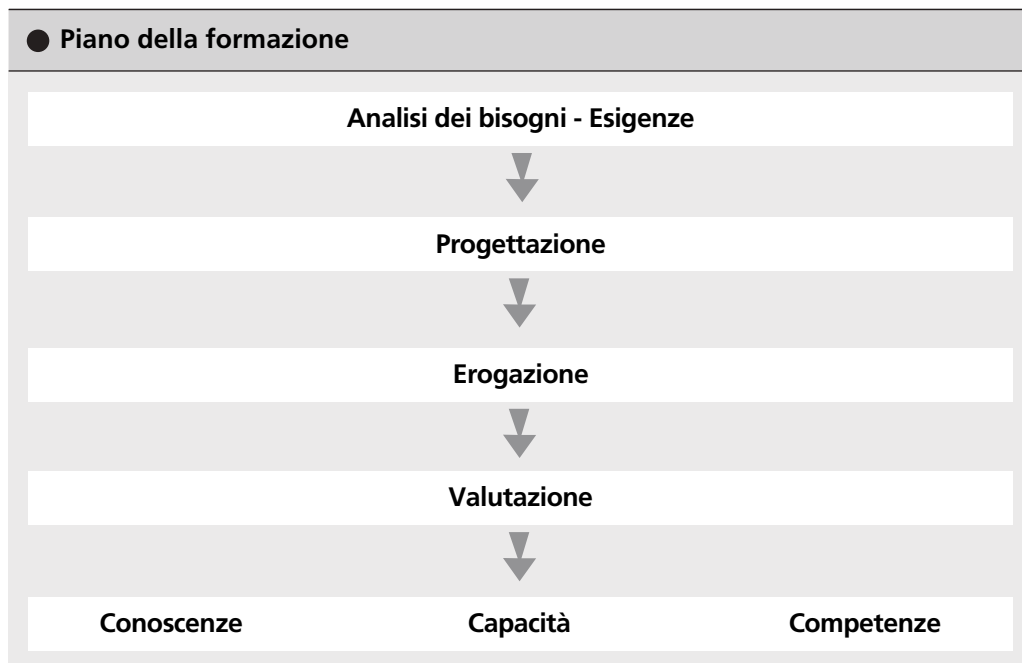 ● Piano della formazione
Analisi dei bisogni - Esigenze
Progettazione
Erogazione
Valutazione
Conoscenze Capacità Competenze